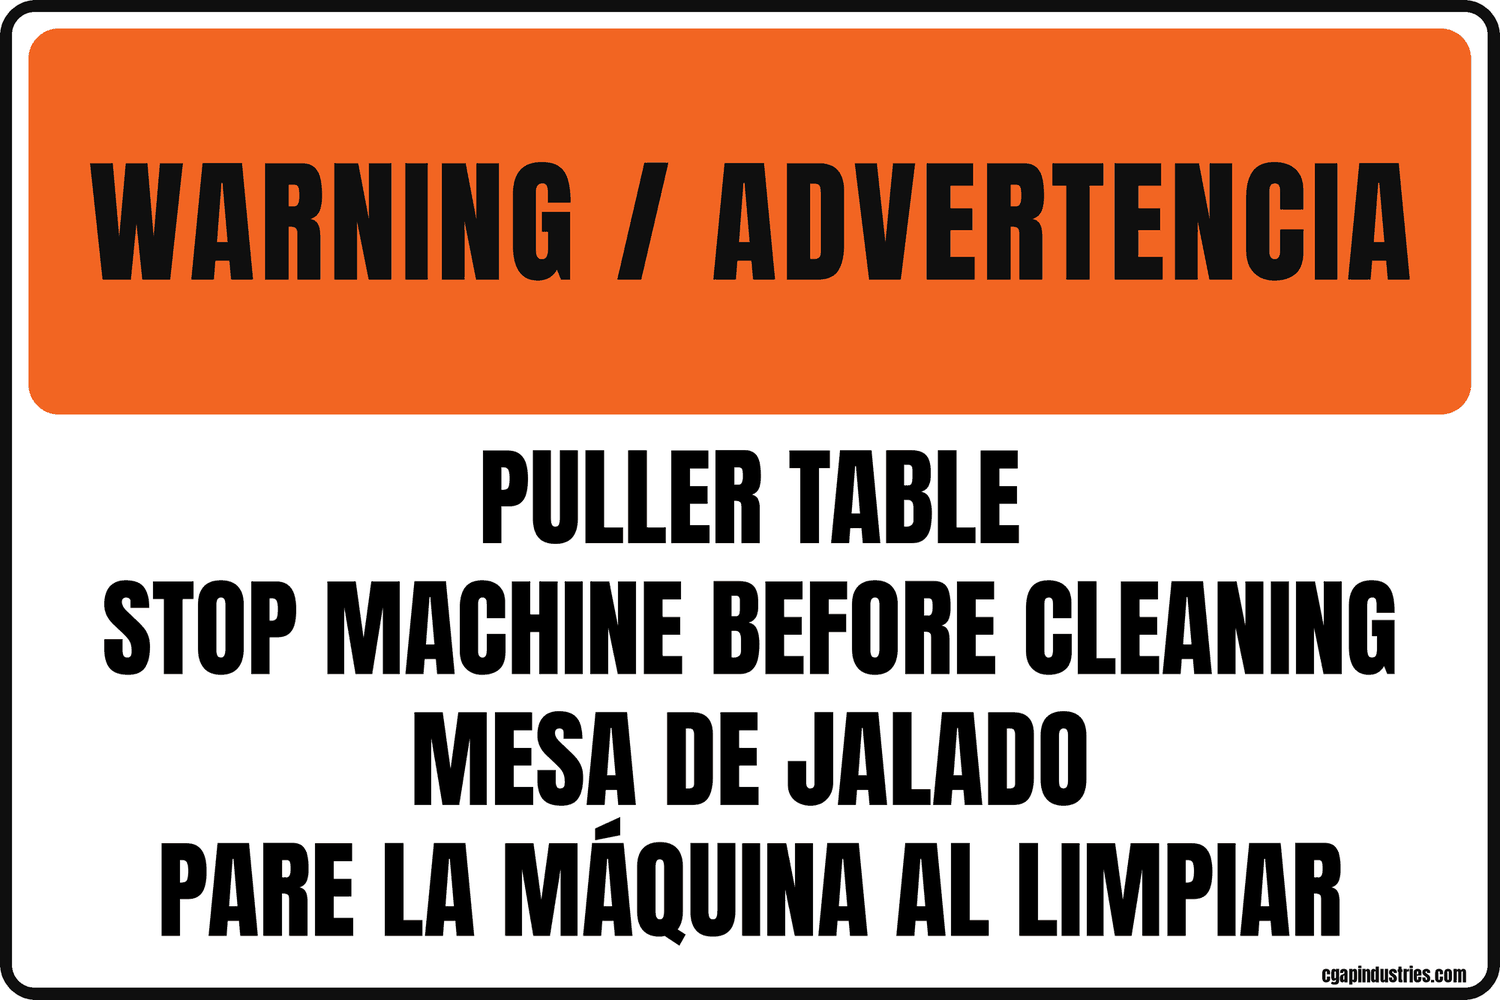 WARNING / ADVERTENCIA
PULLER TABLE
STOP MACHINE BEFORE CLEANING
MESA DE JALADO
PARE LA MÁQUINA AL LIMPIAR
cgapindustries.com